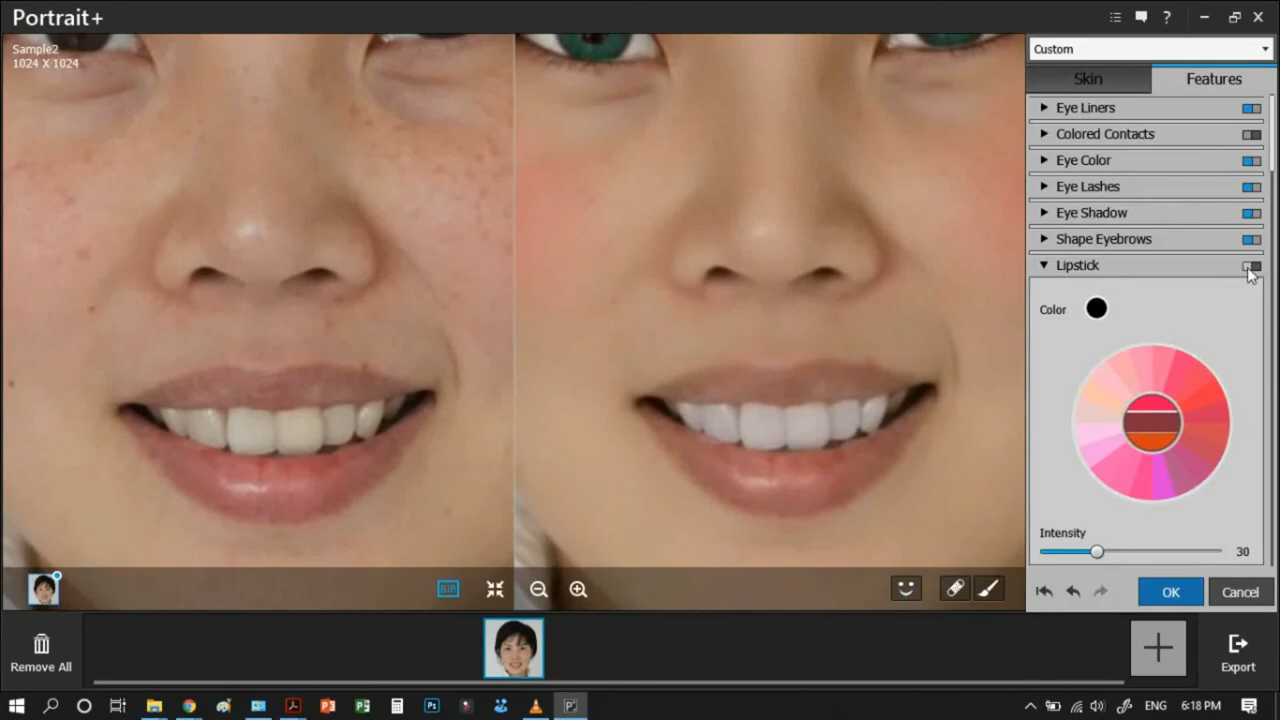 Portrait+
?
Sample2
1024 X 1024
Custom
Skin
Features
Eye Liners
Colored Contacts
Eye Color
Eye Lashes
Eye Shadow
Shape Eyebrows
Lipstick
Color
Intensity
30
B|A
OK
Cancel
Remove All
Export
Ps
P+
ENG
6:18 PM